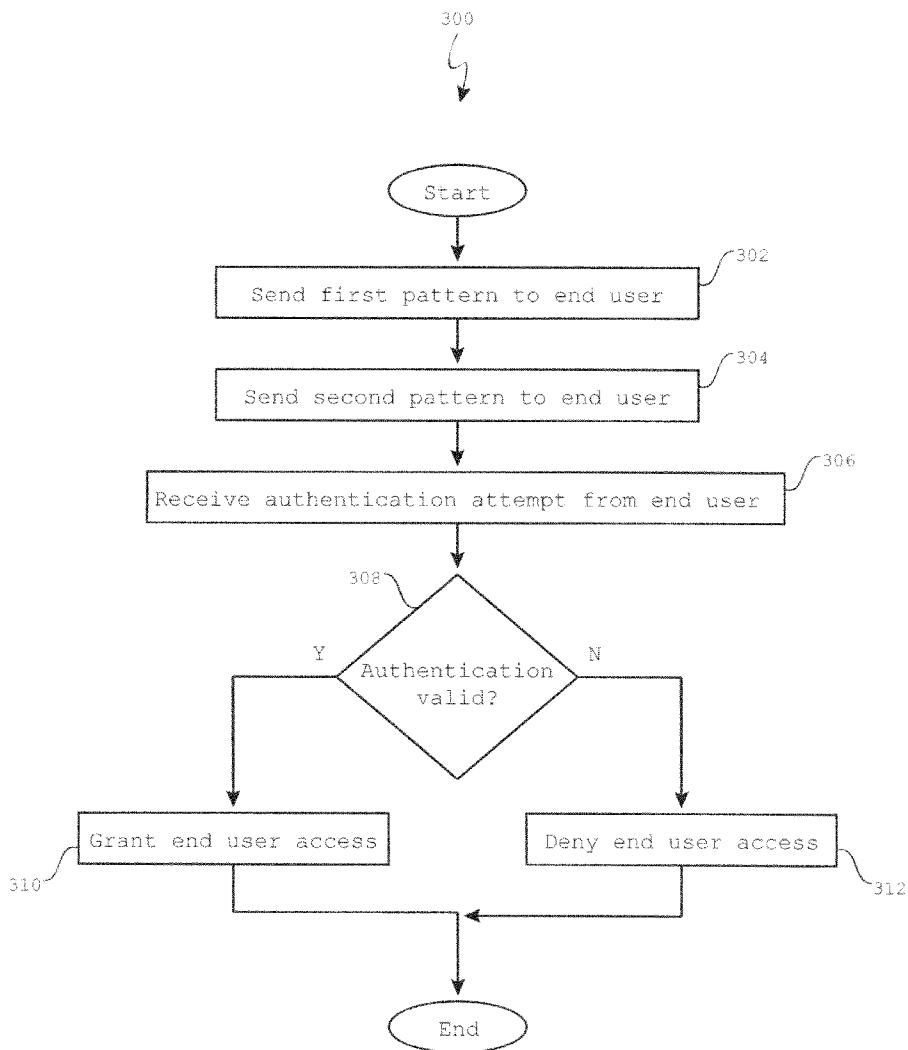 300
Start
302
Send first pattern to end user
304
Send second pattern to end user
306
Receive authentication attempt from end user
308
Y
N
Authentication
valid?
Grant end user access
Deny end user access
310
312
End